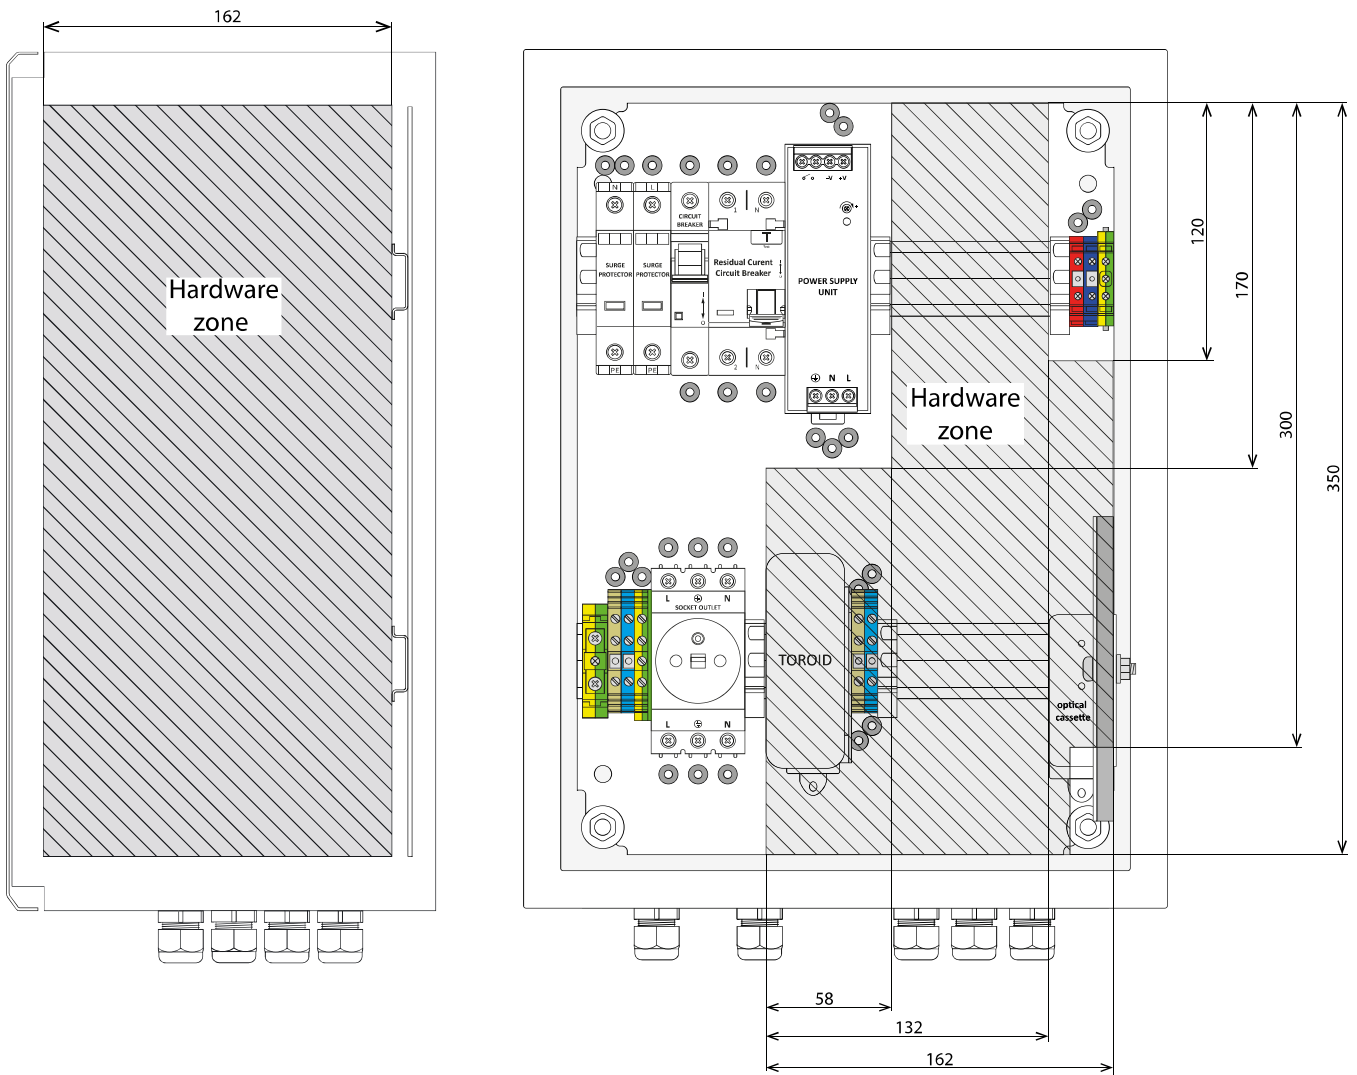 162
Hardware
zone
N L
CIRCUIT
BREAKER
1 N
T
Test
SURGE
PROTECTOR
SURGE
PROTECTOR
Residual Curent
Circuit Breaker
I
O
2 N
PE PE
-V +V
+
POWER SUPPLY
UNIT
N L
Hardware
zone
120
170
300
350
L N
SOCKET OUTLET
L N
TOROID
optical
cassette
58
132
162